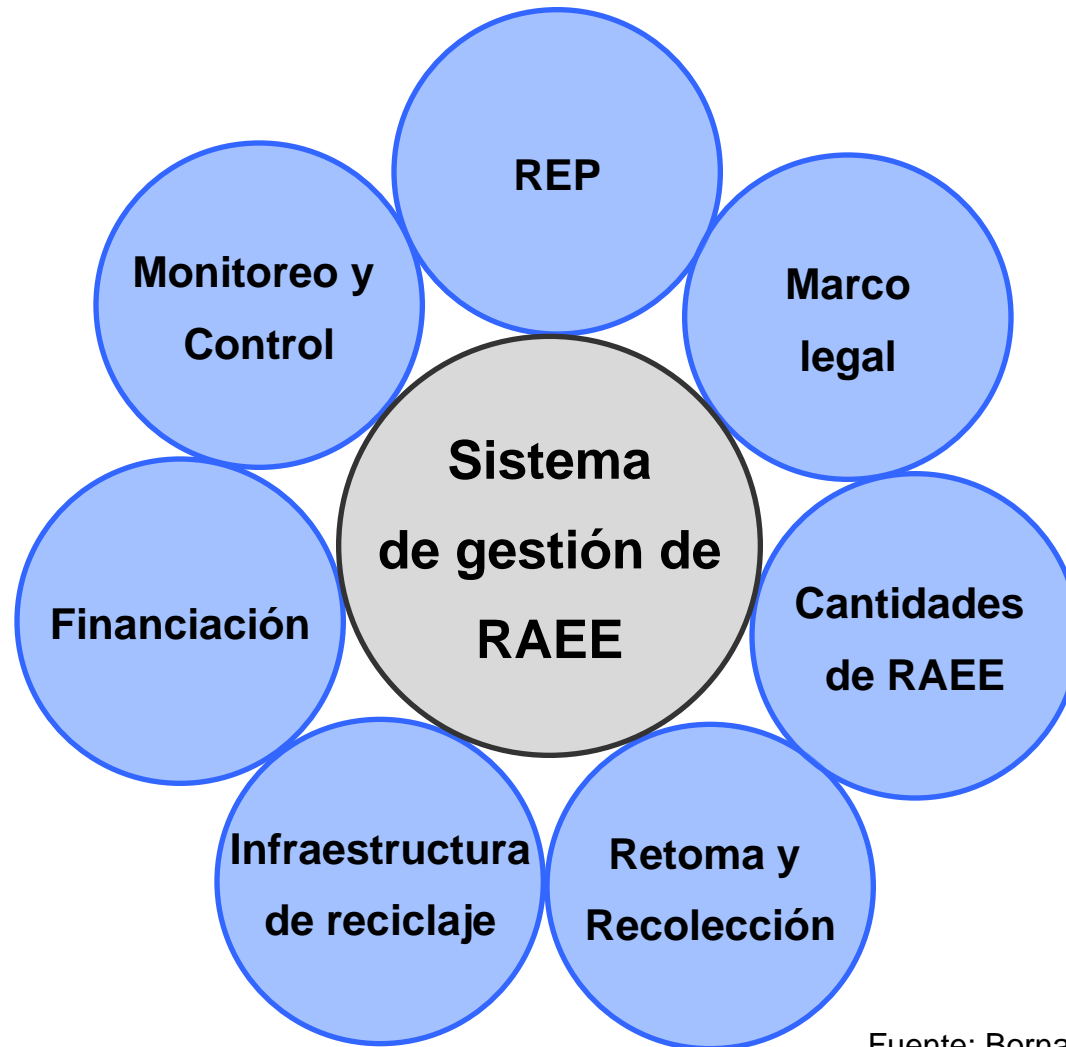 REP
Monitoreo y
Control
Marco
legal
Sistema
de gestión de
RAEE
Cantidades
de RAEE
Financiación
Infraestructura
de reciclaje
Retoma y
Recolección
Fuente: